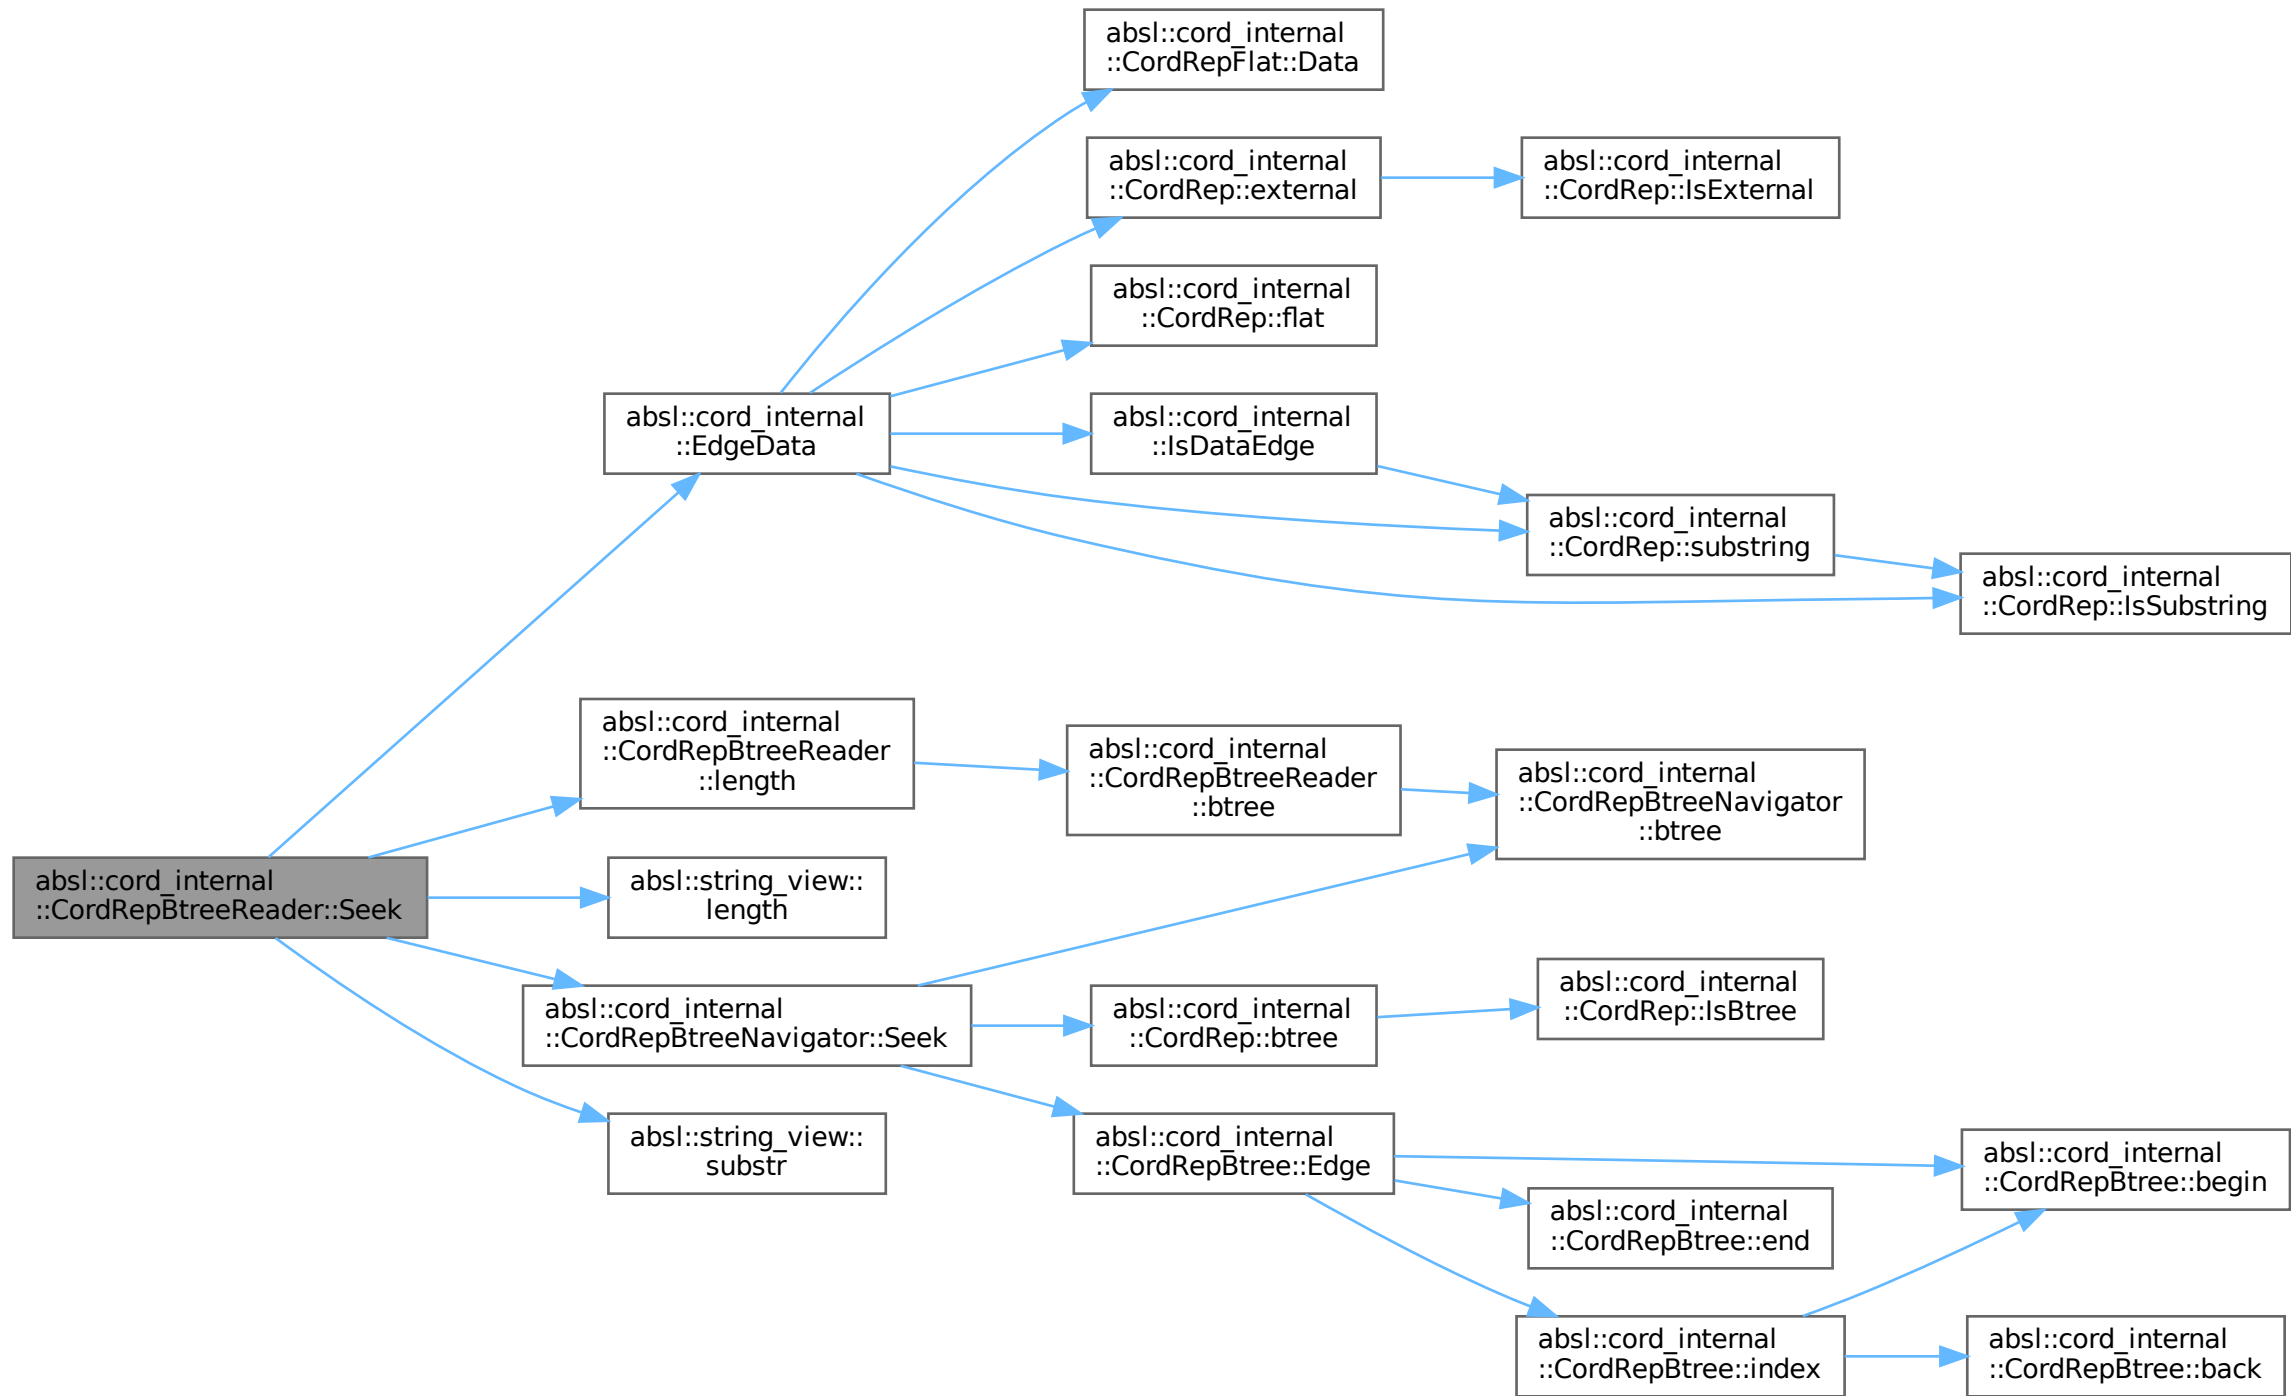 absl::cord_internal
::CordRepFlat::Data
absl::cord_internal
::CordRep::external
absl::cord_internal
::CordRep::IsExternal
absl::cord_internal
::CordRep::flat
absl::cord_internal
::EdgeData
absl::cord_internal
::IsDataEdge
absl::cord_internal
::CordRep::substring
absl::cord_internal
::CordRep::IsSubstring
absl::cord_internal
::CordRepBtreeReader
::length
absl::cord_internal
::CordRepBtreeReader
::btree
absl::cord_internal
::CordRepBtreeNavigator
::btree
absl::cord_internal
::CordRepBtreeReader::Seek
absl::string_view::
length
absl::cord_internal
::CordRepBtreeNavigator::Seek
absl::cord_internal
::CordRep::btree
absl::cord_internal
::CordRep::IsBtree
absl::string_view::
substr
absl::cord_internal
::CordRepBtree::Edge
absl::cord_internal
::CordRepBtree::begin
absl::cord_internal
::CordRepBtree::end
absl::cord_internal
::CordRepBtree::index
absl::cord_internal
::CordRepBtree::back